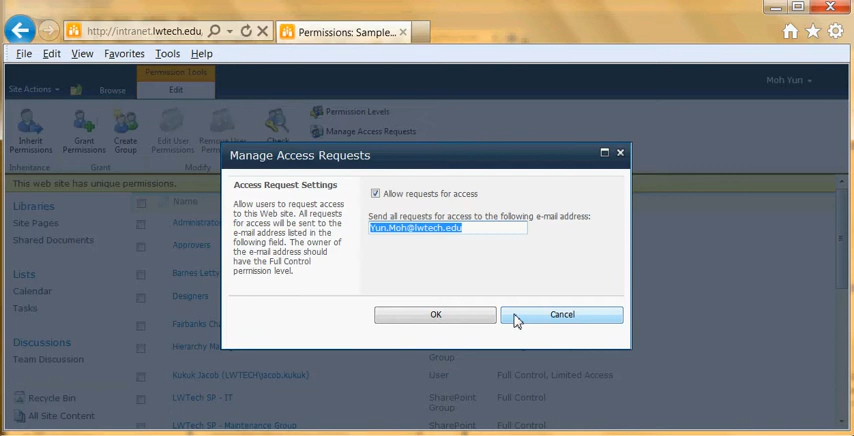 http://intranet.lwtech.edu,
Permissions: Sample...
File Edit View Favorites Tools Help
Permission Tools
Site Actions Browse Edit
Moh Yun
Inherit Permissions
Grant Permissions
Create Group
Edit User Permissions
Remove User
Check
Permission Levels
Manage Access Requests
Inheritance Grant Modify
This web site has unique permissions.
Manage Access Requests
Access Request Settings
Allow users to request access
to this Web site. All requests
for access will be sent to the
e-mail address listed in the
following field. The owner of
the e-mail address should
have the Full Control
permission level.
Allow requests for access
Send all requests for access to the following e-mail address:
Yun.Moh@lwtech.edu
OK Cancel
Libraries
Site Pages
Shared Documents
Lists
Calendar
Tasks
Discussions
Team Discussion
Recycle Bin
All Site Content
Name
Administrator
Approvers
Barnes Letty
Designers
Fairbanks Cha
Hierarchy Mana
Group
Kukuk Jacob (LWTECH\jacob.kukuk) User Full Control, Limited Access
LWTech SP - IT SharePoint Group Full Control
LWTech SP - Maintenance Group SharePoint Full Control